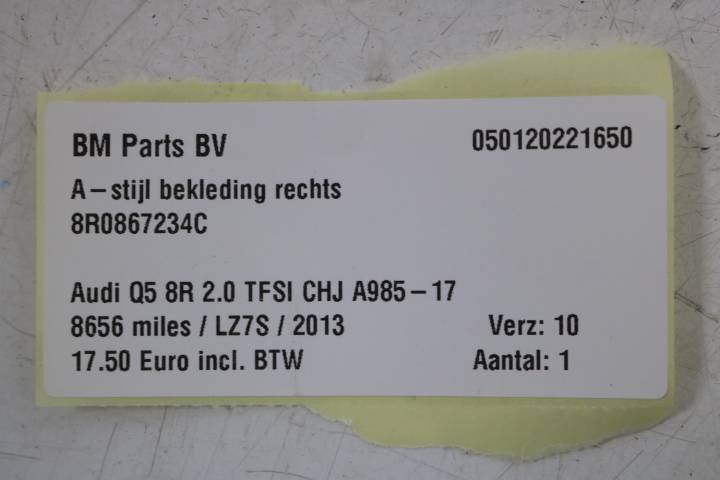 BM Parts BV 050120221650
A-stijl bekleding rechts
8R0867234C
Audi Q5 8R 2.0 TFSI CHJ A985-17
8656 miles / LZ7S / 2013 Verz: 10
17.50 Euro incl. BTW Aantal: 1